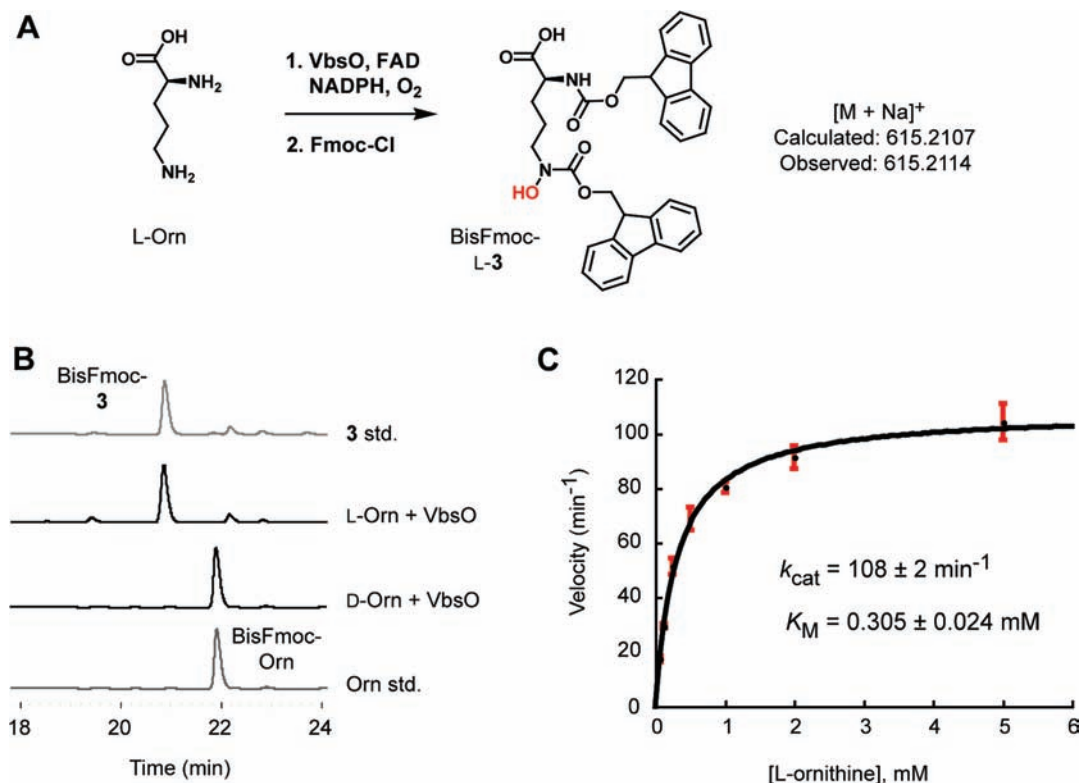 A
OH
O
NH2
NH2
L-Orn
1. VbsO, FAD
NADPH, O2
2. Fmoc-Cl
OH
O
NH
O
O
N
O
HO
O
BisFmoc-
L-3
[M + Na]+
Calculated: 615.2107
Observed: 615.2114
B
BisFmoc-
3
3 std.
L-Orn + VbsO
D-Orn + VbsO
BisFmoc-
Orn
Orn std.
18 20 22 24
Time (min)
C
120
100
80
60
40
20
0
Velocity (min-1)
kcat = 108 ± 2 min-1
KM = 0.305 ± 0.024 mM
0 1 2 3 4 5 6
[L-ornithine], mM